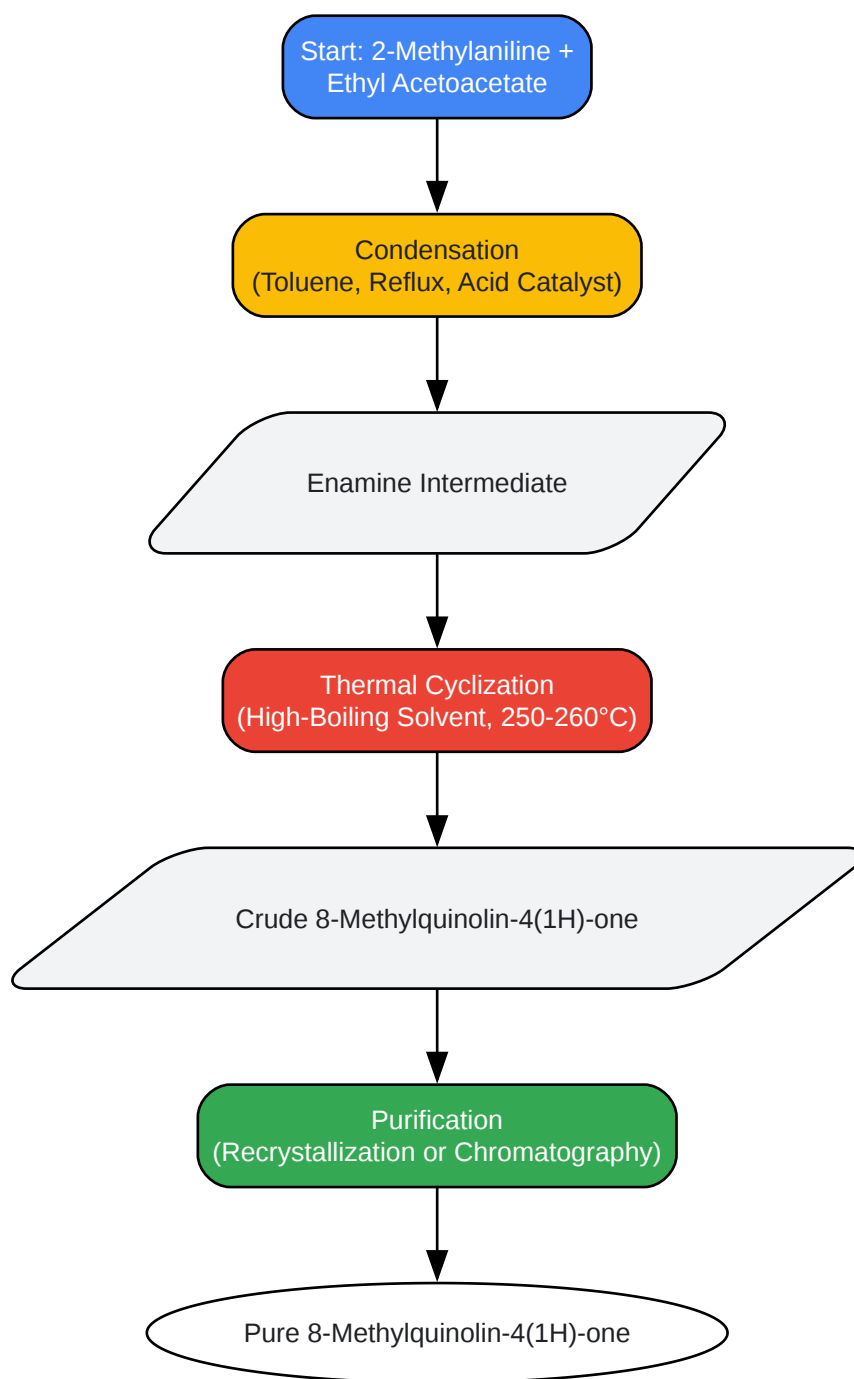 Start: 2-Methylaniline +
Ethyl Acetoacetate
Condensation
(Toluene, Reflux, Acid Catalyst)
Enamine Intermediate
Thermal Cyclization
(High-Boiling Solvent, 250-260°C)
Crude 8-Methylquinolin-4(1H)-one
Purification
(Recrystallization or Chromatography)
Pure 8-Methylquinolin-4(1H)-one